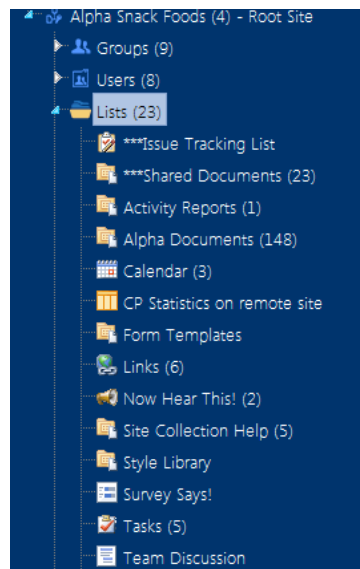 Alpha Snack Foods (4) - Root Site
Groups (9)
Users (8)
Lists (23)
***Issue Tracking List
***Shared Documents (23)
Activity Reports (1)
Alpha Documents (148)
Calendar (3)
CP Statistics on remote site
Form Templates
Links (6)
Now Hear This! (2)
Site Collection Help (5)
Style Library
Survey Says!
Tasks (5)
Team Discussion